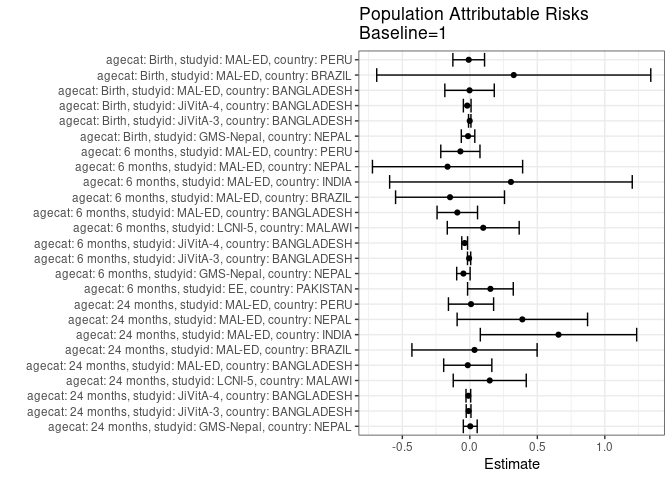 Population Attributable Risks
Baseline=1
agecat: Birth, studyid: MAL-ED, country: PERU
agecat: Birth, studyid: MAL-ED, country: BRAZIL
agecat: Birth, studyid: MAL-ED, country: BANGLADESH
agecat: Birth, studyid: JiVitA-4, country: BANGLADESH
agecat: Birth, studyid: JiVitA-3, country: BANGLADESH
agecat: Birth, studyid: GMS-Nepal, country: NEPAL
agecat: 6 months, studyid: MAL-ED, country: PERU
agecat: 6 months, studyid: MAL-ED, country: NEPAL
agecat: 6 months, studyid: MAL-ED, country: INDIA
agecat: 6 months, studyid: MAL-ED, country: BRAZIL
agecat: 6 months, studyid: MAL-ED, country: BANGLADESH
agecat: 6 months, studyid: LCNI-5, country: MALAWI
agecat: 6 months, studyid: JiVitA-4, country: BANGLADESH
agecat: 6 months, studyid: JiVitA-3, country: BANGLADESH
agecat: 6 months, studyid: GMS-Nepal, country: NEPAL
agecat: 6 months, studyid: EE, country: PAKISTAN
agecat: 24 months, studyid: MAL-ED, country: PERU
agecat: 24 months, studyid: MAL-ED, country: NEPAL
agecat: 24 months, studyid: MAL-ED, country: INDIA
agecat: 24 months, studyid: MAL-ED, country: BRAZIL
agecat: 24 months, studyid: MAL-ED, country: BANGLADESH
agecat: 24 months, studyid: LCNI-5, country: MALAWI
agecat: 24 months, studyid: JiVitA-4, country: BANGLADESH
agecat: 24 months, studyid: JiVitA-3, country: BANGLADESH
agecat: 24 months, studyid: GMS-Nepal, country: NEPAL
-0.5 0.0 0.5 1.0
Estimate